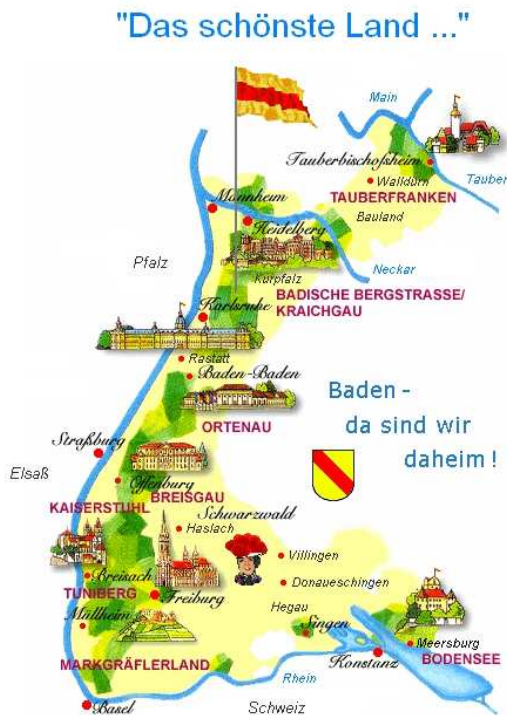 "Das schönste Land ..."
Main
Tauberbischofsheim
Walldürn
Tauber
TAUBERFRANKEN
Bauland
Mannheim
Heidelberg
Pfalz
Kurpfalz
Neckar
BADISCHE BERGSTRASSE/
KRAICHGAU
Karlsruhe
Rastatt
Baden-Baden
ORTENAU
Baden -
da sind wir
daheim !
Straßburg
Elsaß
Offenburg
BREISGAU
KAISERSTUHL
Schwarzwald
Haslach
Villingen
Breisach
Donaueschingen
TUNIBERG
Freiburg
Hegau
Müllheim
Singen
Meersburg
MARKGRÄFLERLAND
Konstanz
BODENSEE
Rhein
Basel
Schweiz